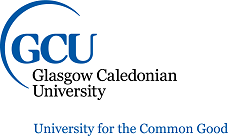 GCU
Glasgow Caledonian
University
University for the Common Good